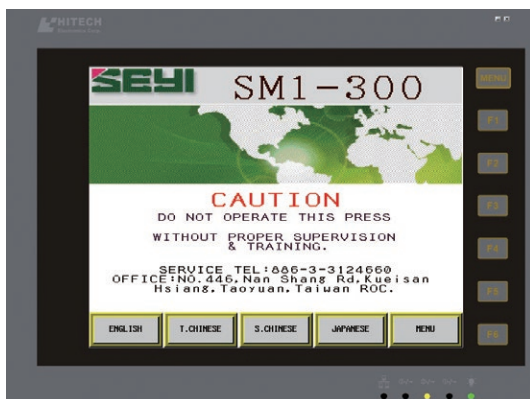 HITECH
Electronics Corp.
SEYI SM1-300
CAUTION
DO NOT OPERATE THIS PRESS
WITHOUT PROPER SUPERVISION
& TRAINING.
SERVICE TEL:886-3-3124660
OFFICE:NO.446,Nan Shang Rd,Kueisan
Hsiang,Taoyuan,Taiwan ROC.
ENGLISH T.CHINESE S.CHINESE JAPANESE MENU
MENU
F1
F2
F3
F4
F5
F6